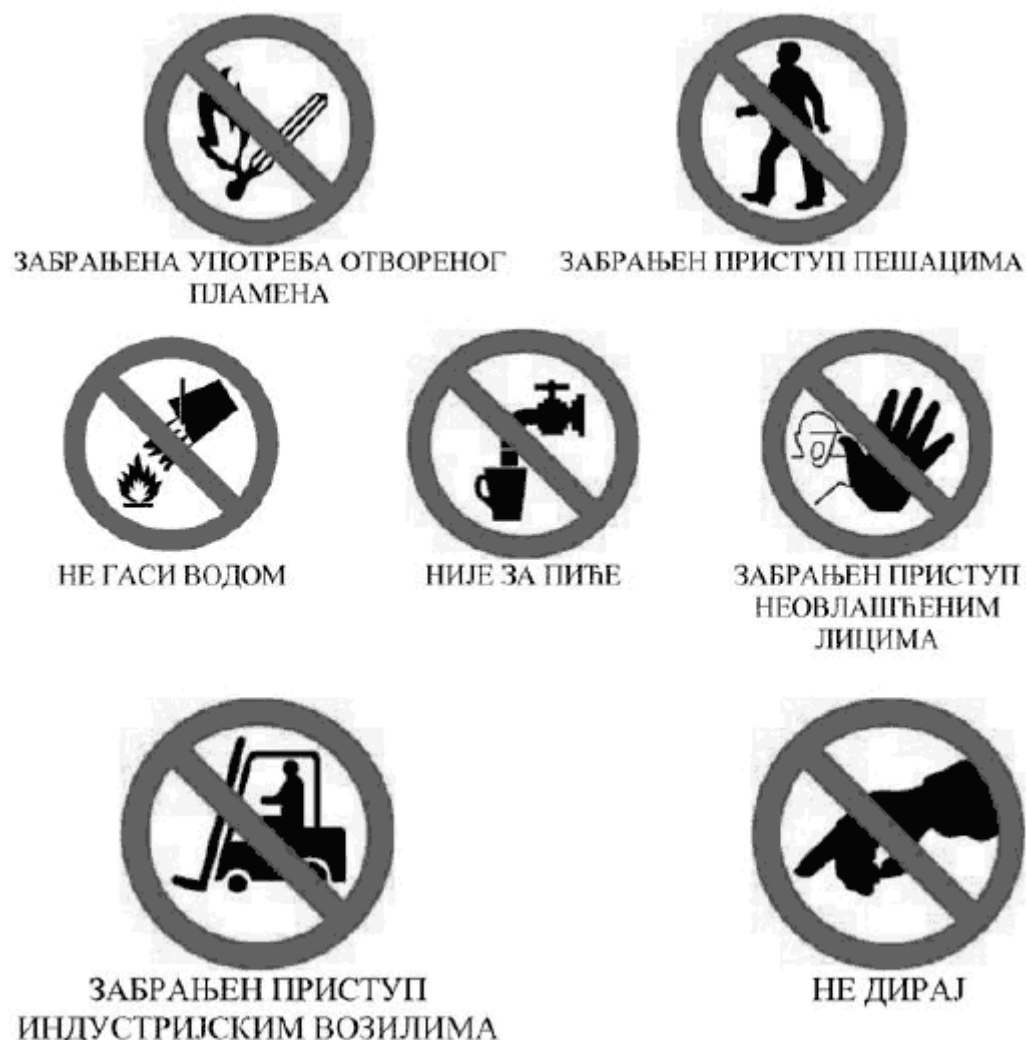 ЗАБРАЊЕНА УПОТРЕБА ОТВОРЕНОГ
ПЛАМЕНА
ЗАБРАЊЕН ПРИСТУП ПЕШАЦИМА
НЕ ГАСИ ВОДОМ
НИЈЕ ЗА ПИЋЕ
ЗАБРАЊЕН ПРИСТУП
НЕОВЛАШЋЕНИМ
ЛИЦИМА
ЗАБРАЊЕН ПРИСТУП
ИНДУСТРИЈСКИМ ВОЗИЛИМА
НЕ ДИРАЈ